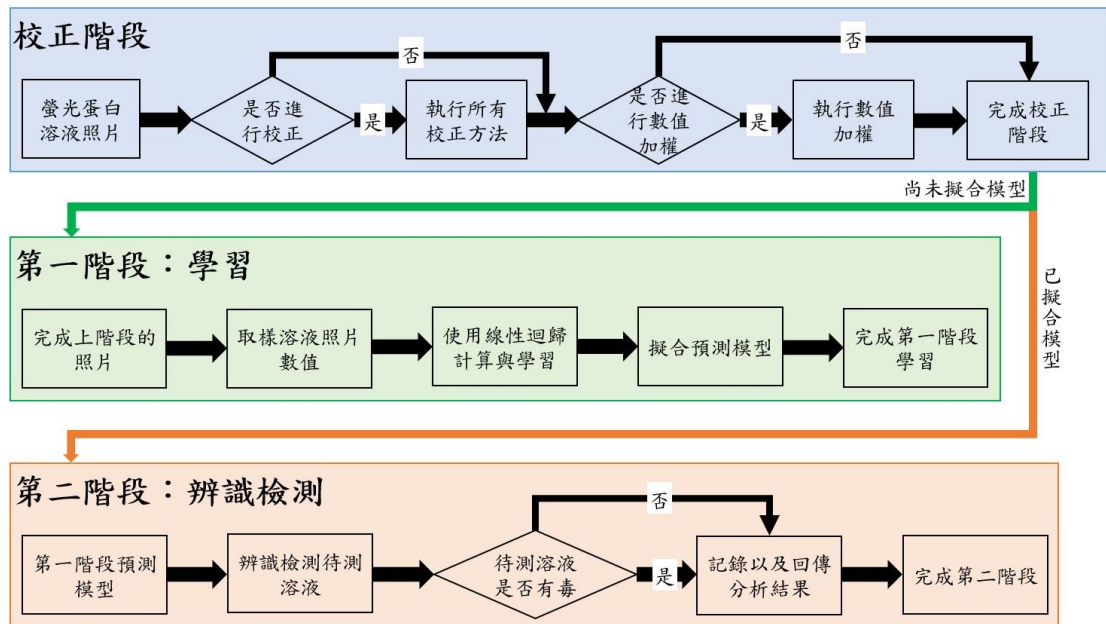 校正階段
否
否
螢光蛋白
溶液照片
是否進
行校正
是
執行所有
校正方法
是否進
行數值
加權
是
執行數值
加權
完成校正
階段
尚未擬合模型
已擬合模型
第一階段：學習
完成上階段的
照片
取樣溶液照片
數值
使用線性迴歸
計算與學習
擬合預測模型
完成第一階段
學習
第二階段：辨識檢測
否
第一階段預測
模型
辨識檢測待測
溶液
待測溶液
是否有毒
是
記錄以及回傳
分析結果
完成第二階段